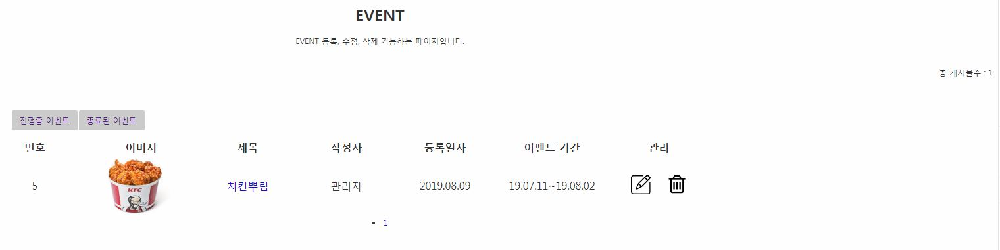 EVENT
EVENT 등록, 수정, 삭제 기능하는 페이지입니다.
총 게시물수 : 1
진행중 이벤트 종료된 이벤트
번호 이미지 제목 작성자 등록일자 이벤트 기간 관리
KFC
5 치킨뿌림 관리자 2019.08.09 19.07.11~19.08.02
• 1